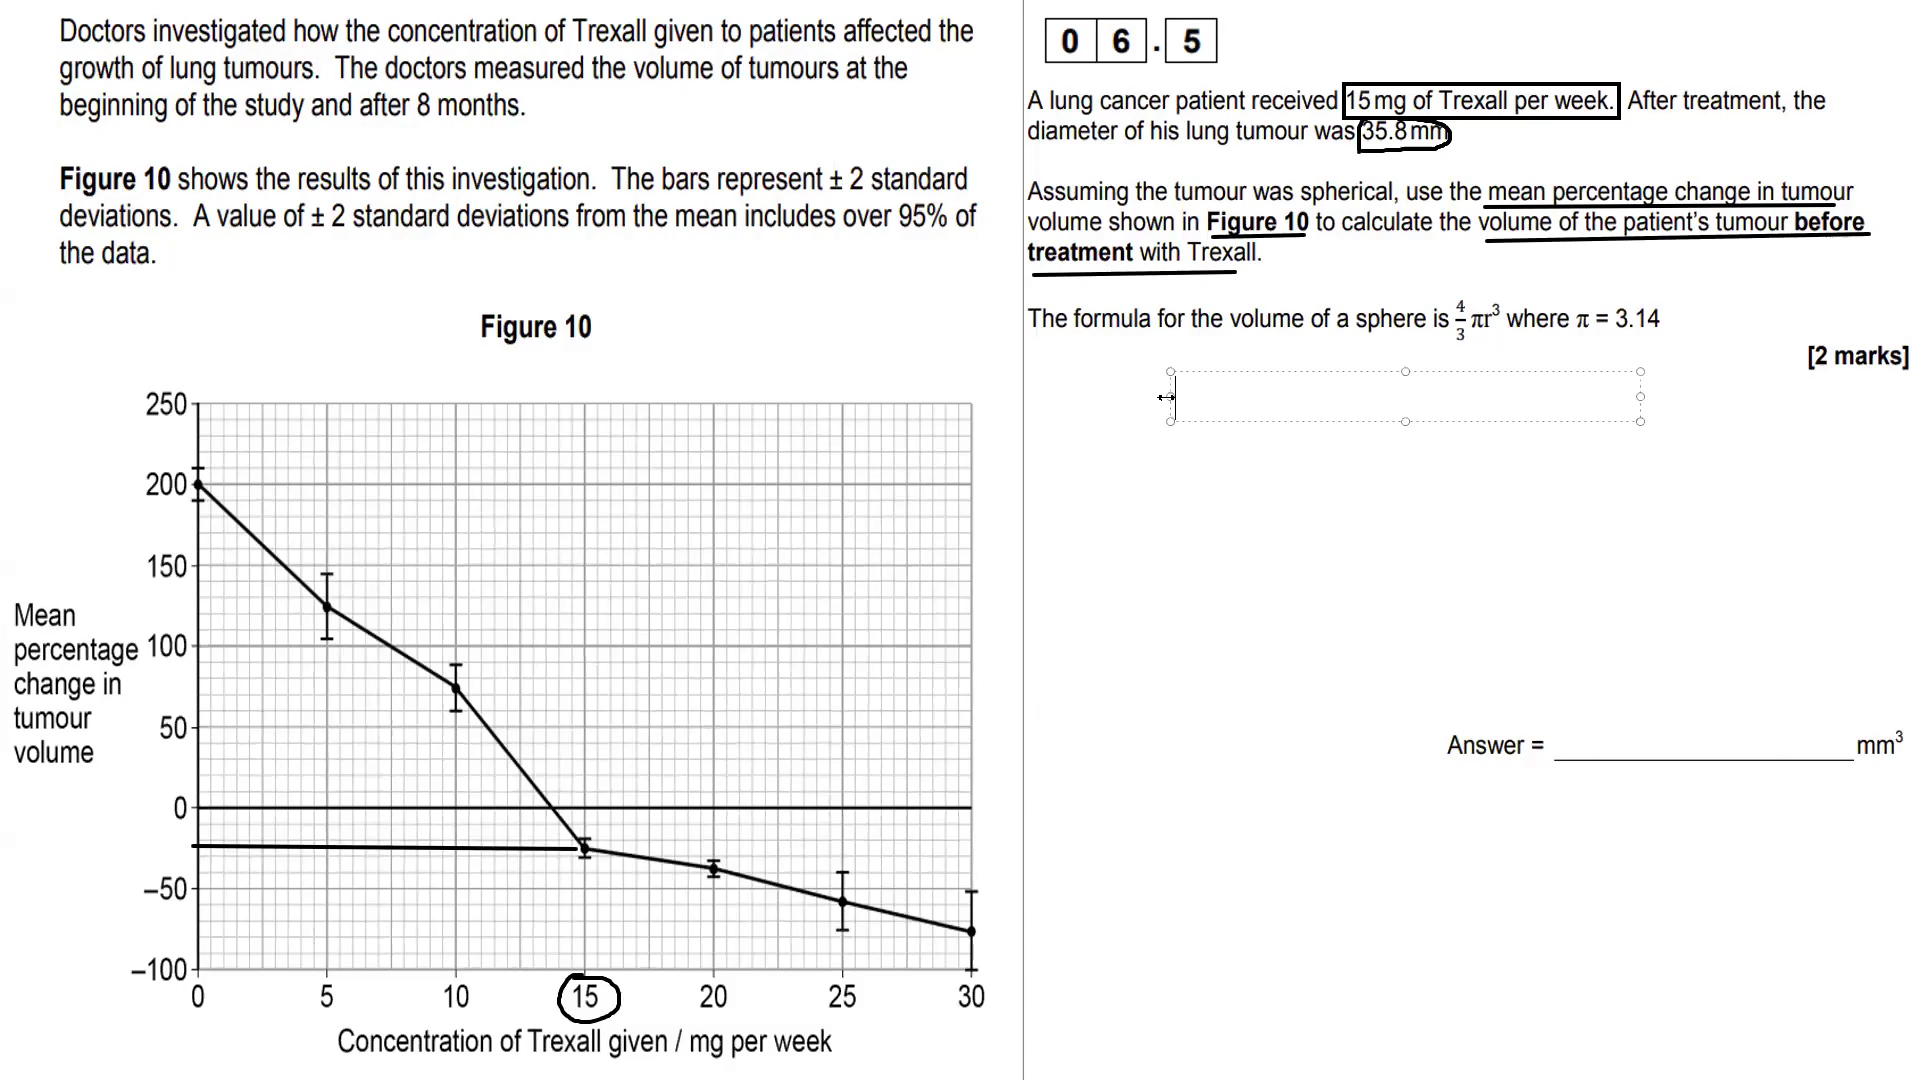 Doctors investigated how the concentration of Trexall given to patients affected the
growth of lung tumours. The doctors measured the volume of tumours at the
beginning of the study and after 8 months.
Figure 10 shows the results of this investigation. The bars represent ± 2 standard
deviations. A value of ± 2 standard deviations from the mean includes over 95% of
the data.
Figure 10
250
200
150
100
50
0
–50
–100
Mean
percentage
change in
tumour
volume
0 5 10 15 20 25 30
Concentration of Trexall given / mg per week
0 6 . 5
A lung cancer patient received 15 mg of Trexall per week. After treatment, the
diameter of his lung tumour was 35.8 mm
Assuming the tumour was spherical, use the mean percentage change in tumour
volume shown in Figure 10 to calculate the volume of the patient’s tumour before
treatment with Trexall.
The formula for the volume of a sphere is 4/3 πr³ where π = 3.14
[2 marks]
Answer = ____________________ mm³